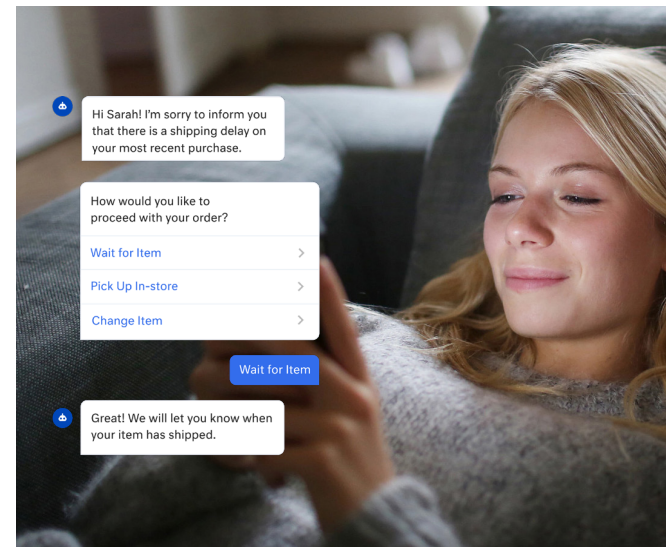 Hi Sarah! I'm sorry to inform you
that there is a shipping delay on
your most recent purchase.
How would you like to
proceed with your order?
Wait for Item
Pick Up In-store
Change Item
Wait for Item
Great! We will let you know when
your item has shipped.